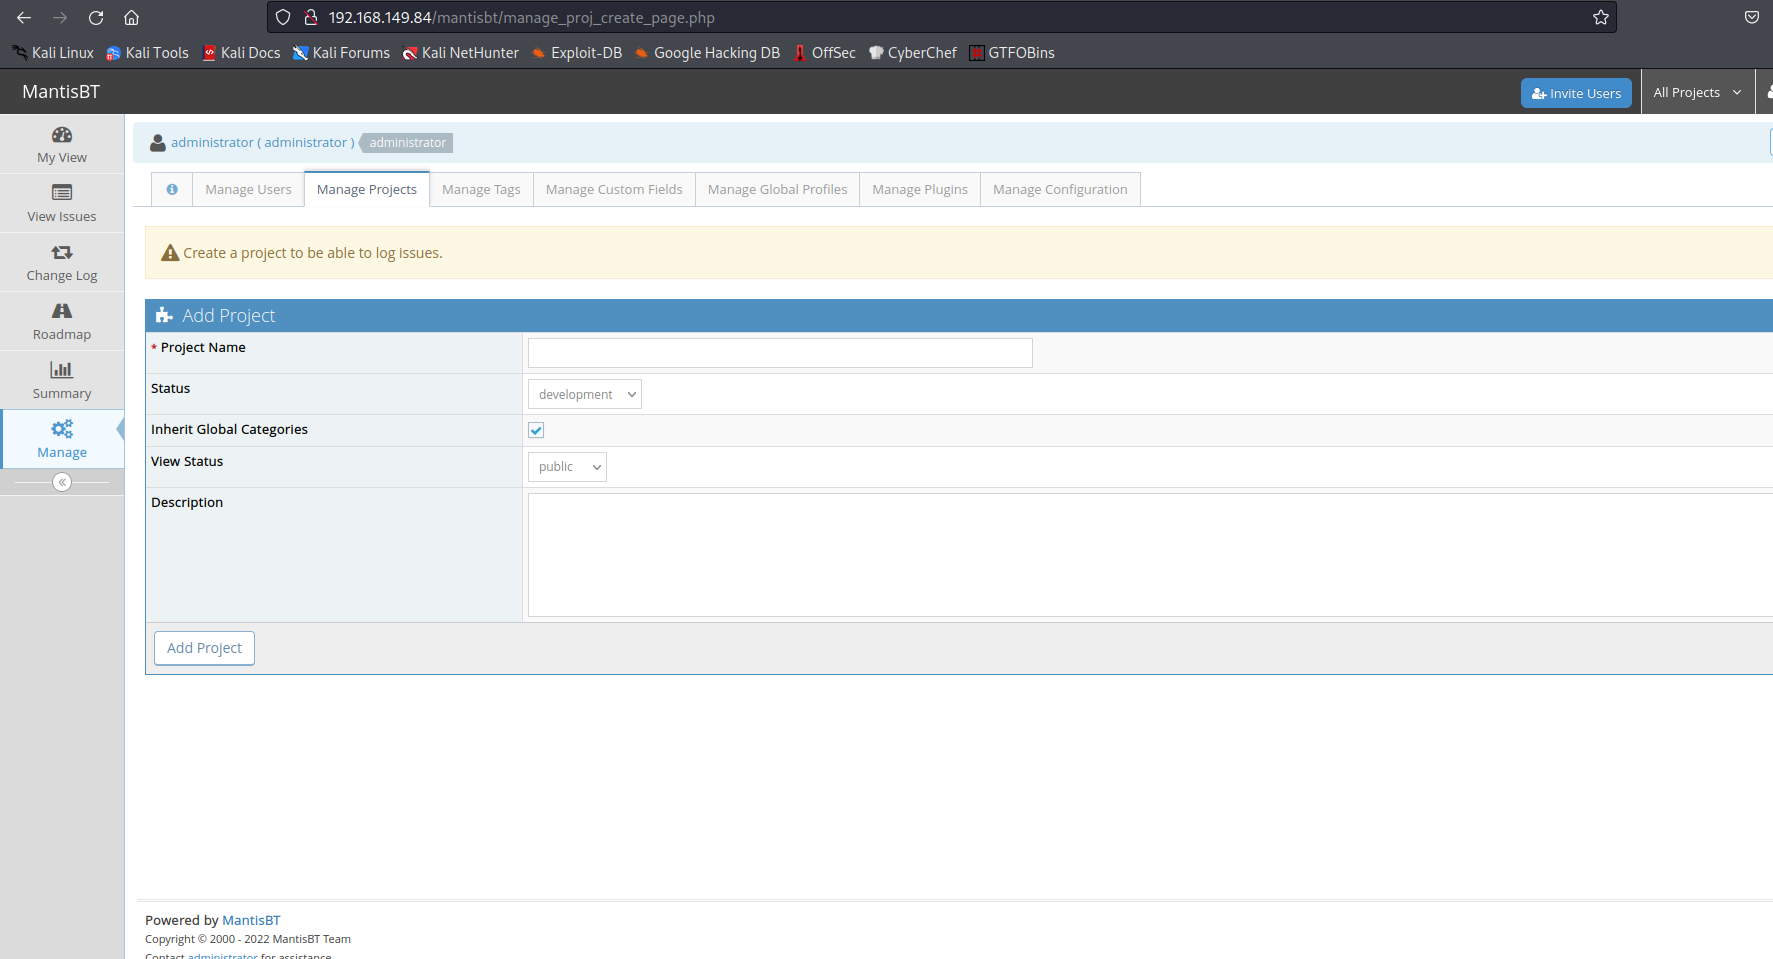 192.168.149.84/mantisbt/manage_proj_create_page.php
Kali Linux Kali Tools Kali Docs Kali Forums Kali NetHunter Exploit-DB Google Hacking DB OffSec CyberChef GTFOBins
MantisBT Invite Users All Projects
administrator ( administrator ) administrator
Manage Users Manage Projects Manage Tags Manage Custom Fields Manage Global Profiles Manage Plugins Manage Configuration
My View
View Issues
Change Log
Roadmap
Summary
Manage
Create a project to be able to log issues.
Add Project
* Project Name
Status development
Inherit Global Categories
View Status public
Description
Add Project
Powered by MantisBT
Copyright © 2000 - 2022 MantisBT Team
Contact administrator for assistance